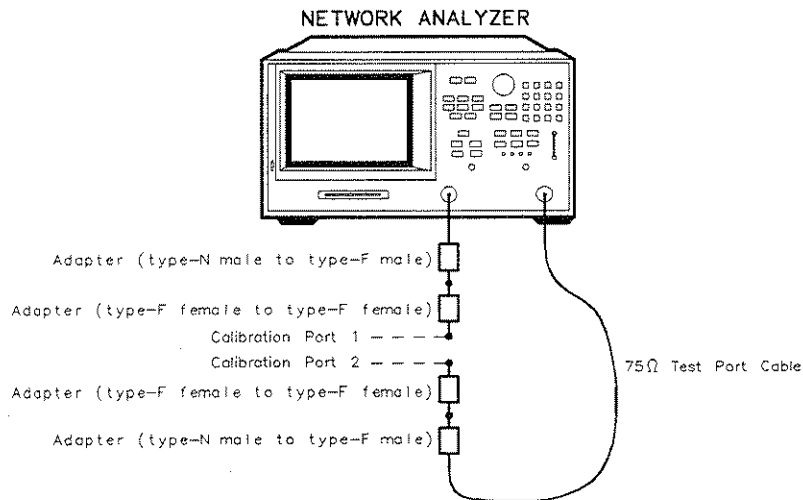 NETWORK ANALYZER
Adapter (type-N male to type-F male)
Adapter (type-F female to type-F female)
Calibration Port 1
Calibration Port 2
75Ω Test Port Cable
Adapter (type-F female to type-F female)
Adapter (type-N male to type-F male)